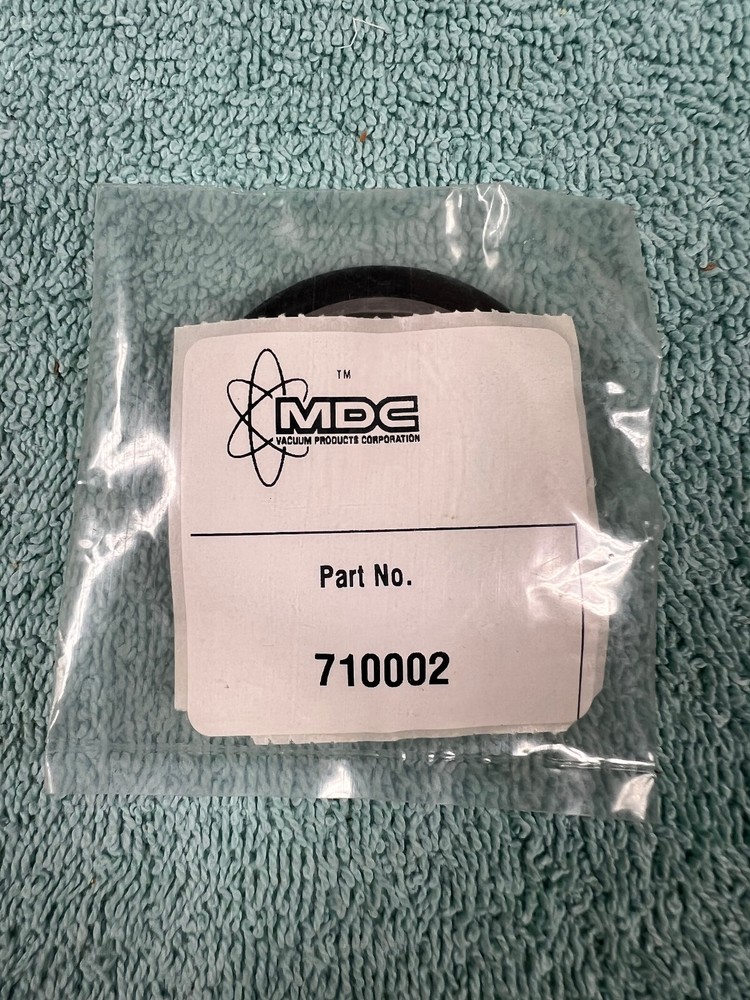 TM
MDC
VACUUM PRODUCTS CORPORATION
Part No.
710002